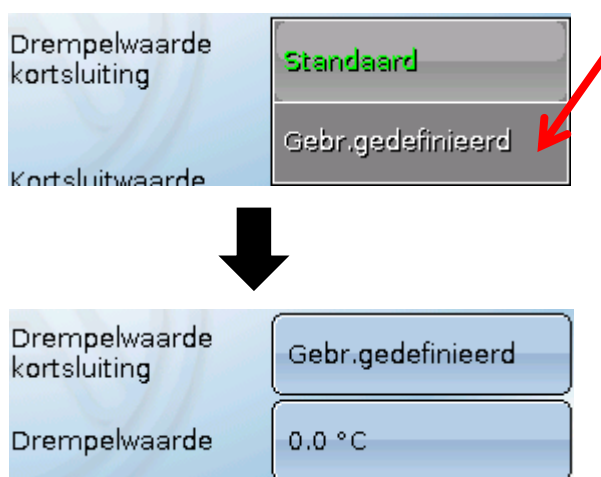 Drempelwaarde
kortsluiting
Standaard
Gebr.gedefinieerd
Kortsluitwaarde
Drempelwaarde
kortsluiting
Gebr.gedefinieerd
Drempelwaarde
0.0 °C